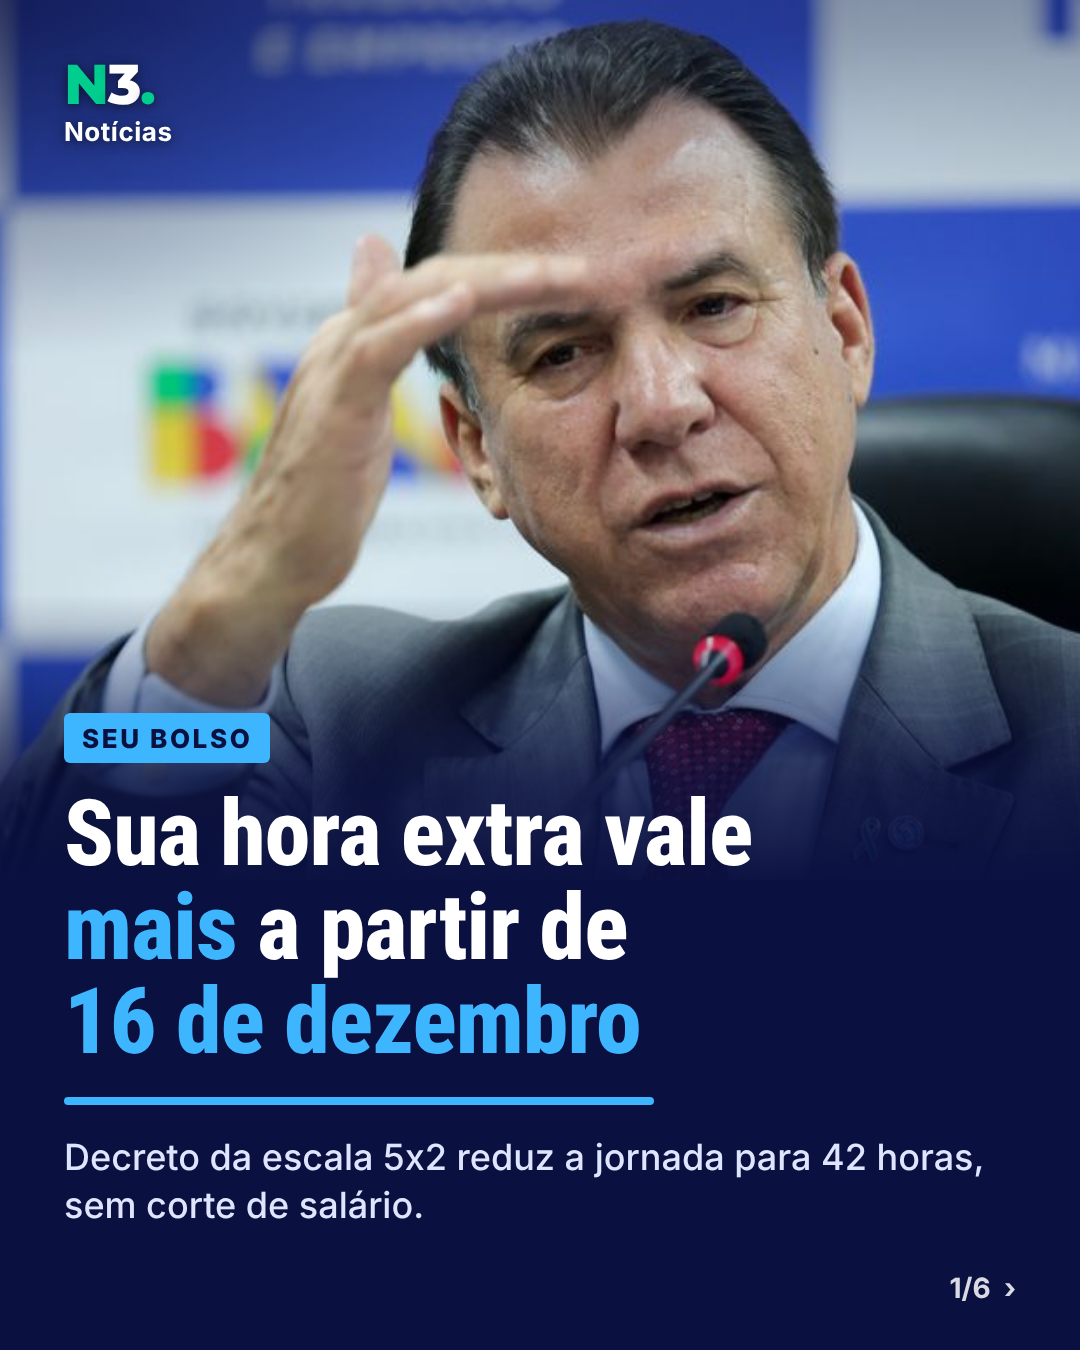 N3.
Notícias
SEU BOLSO
Sua hora extra vale
mais a partir de
16 de dezembro
Decreto da escala 5x2 reduz a jornada para 42 horas,
sem corte de salário.
1/6 ›